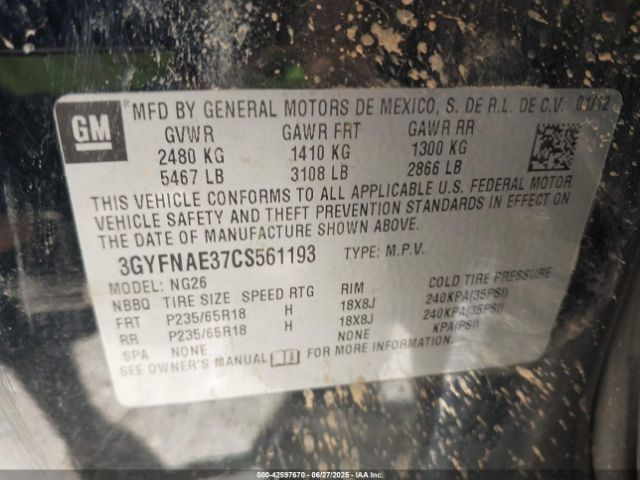 GM
MFD BY GENERAL MOTORS DE MEXICO, S. DE R.L. DE C.V. 01/12
GVWR GAWR FRT GAWR RR
2480 KG 1410 KG 1300 KG
5467 LB 3108 LB 2866 LB
THIS VEHICLE CONFORMS TO ALL APPLICABLE U.S. FEDERAL MOTOR
VEHICLE SAFETY AND THEFT PREVENTION STANDARDS IN EFFECT ON
THE DATE OF MANUFACTURE SHOWN ABOVE.
3GYFNAE37CS561193 TYPE: M.P.V.
MODEL: NG26
NBBQ TIRE SIZE SPEED RTG RIM COLD TIRE PRESS
FRT P235/65R18 H 18X8J 240KPA(35PSI)
RR P235/65R18 H 18X8J 240KPA(35PSI)
SPA NONE NONE KPA(PSI)
SEE OWNER'S MANUAL FOR MORE INFORMATION.
000-42597670 - 06/27/2025 - IAA Inc.